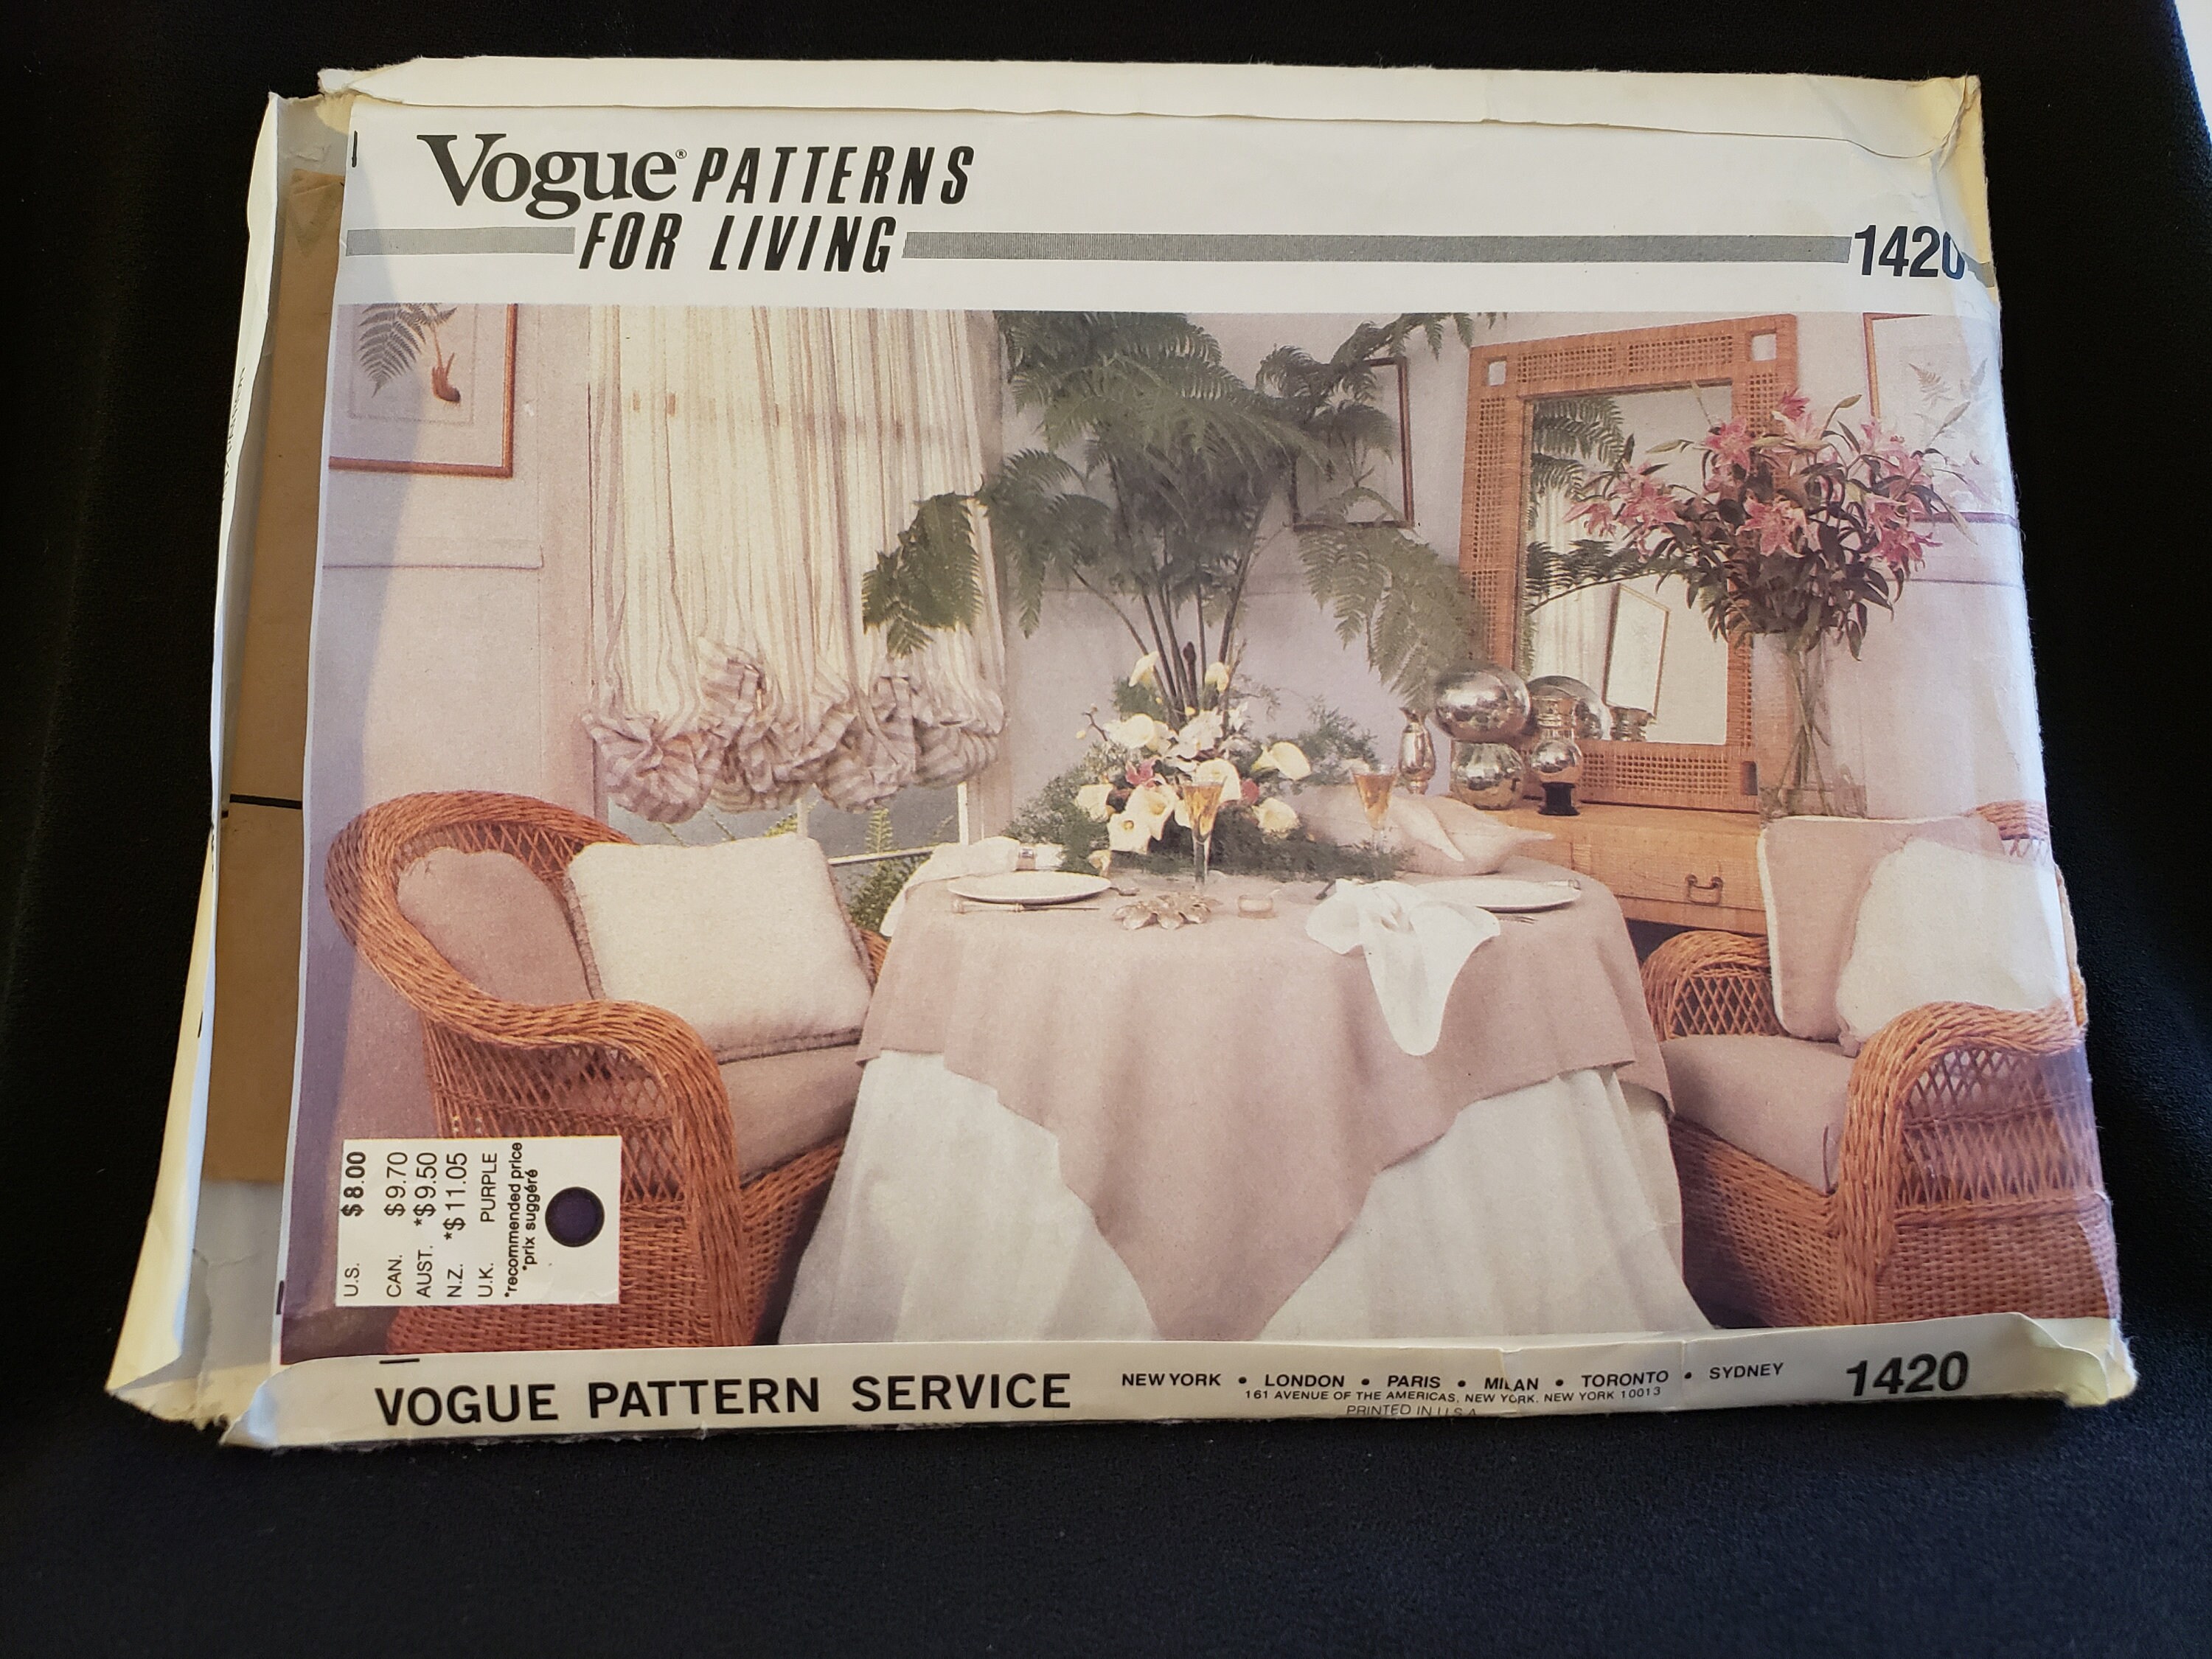 Vogue® PATTERNS
FOR LIVING
1420
U.S. $8.00
CAN. $9.70
AUST. *$9.50
N.Z. *$11.05
U.K. PURPLE
*recommended price
*prix suggéré
VOGUE PATTERN SERVICE
NEW YORK • LONDON • PARIS • MILAN • TORONTO • SYDNEY
161 AVENUE OF THE AMERICAS, NEW YORK, NEW YORK 10013
PRINTED IN U.S.A.
1420